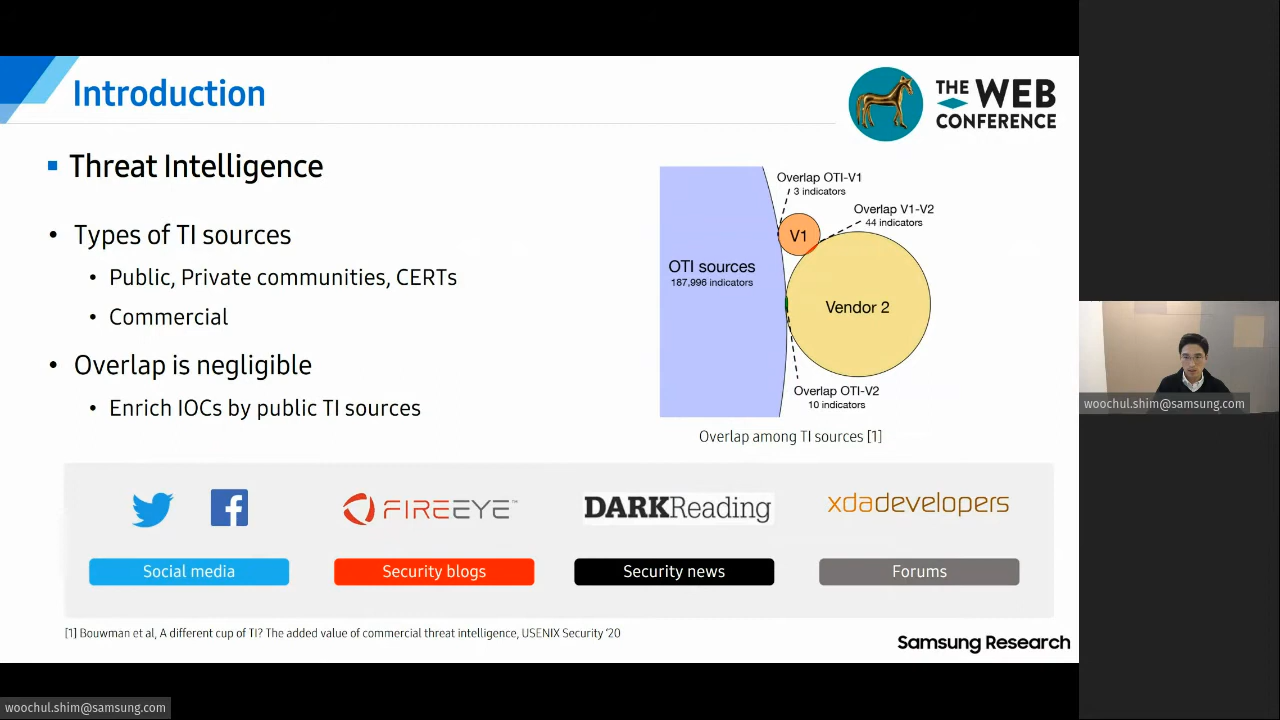 Introduction
THE WEB
CONFERENCE
Threat Intelligence
Types of TI sources
Public, Private communities, CERTs
Commercial
Overlap is negligible
Enrich IOCs by public TI sources
Overlap OTI-V1
3 indicators
Overlap V1-V2
44 indicators
V1
OTI sources
187,996 indicators
Vendor 2
Overlap OTI-V2
10 indicators
Overlap among TI sources [1]
woochul.shim@samsung.com
FIREEYE™
DARKReading
xdadevelopers
Social media
Security blogs
Security news
Forums
[1] Bouwman et al, A different cup of TI? The added value of commercial threat intelligence, USENIX Security ‘20
Samsung Research
woochul.shim@samsung.com